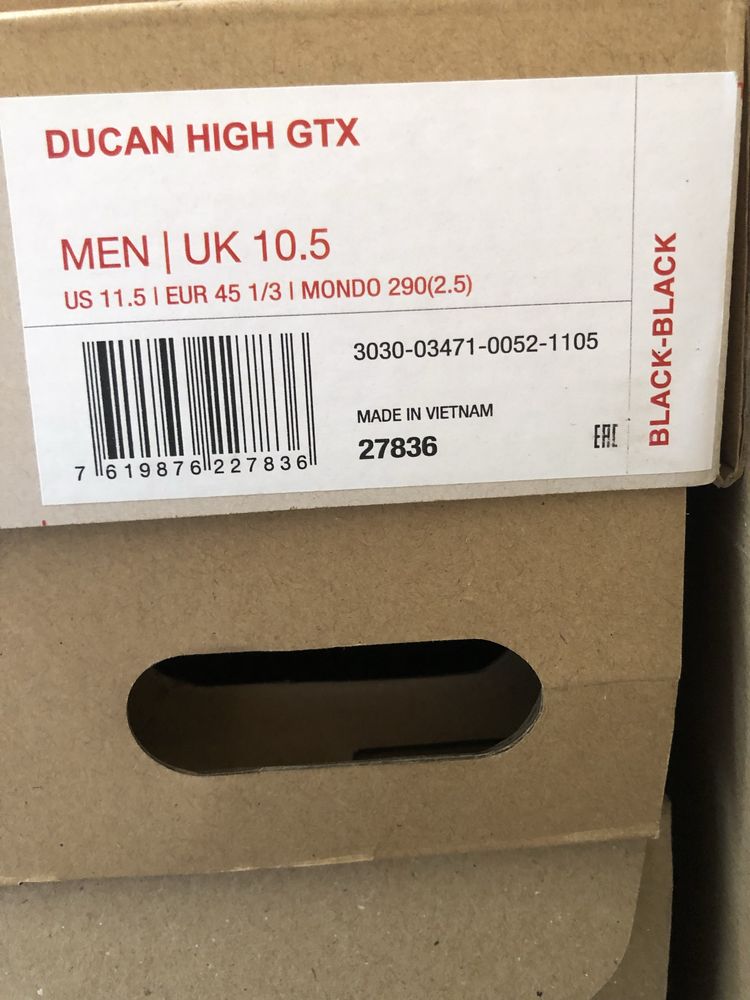 DUCAN HIGH GTX
MEN | UK 10.5
US 11.5 | EUR 45 1/3 | MONDO 290(2.5)
3030-03471-0052-1105
MADE IN VIETNAM
27836
EAC
7 619876 227836
BLACK-BLACK